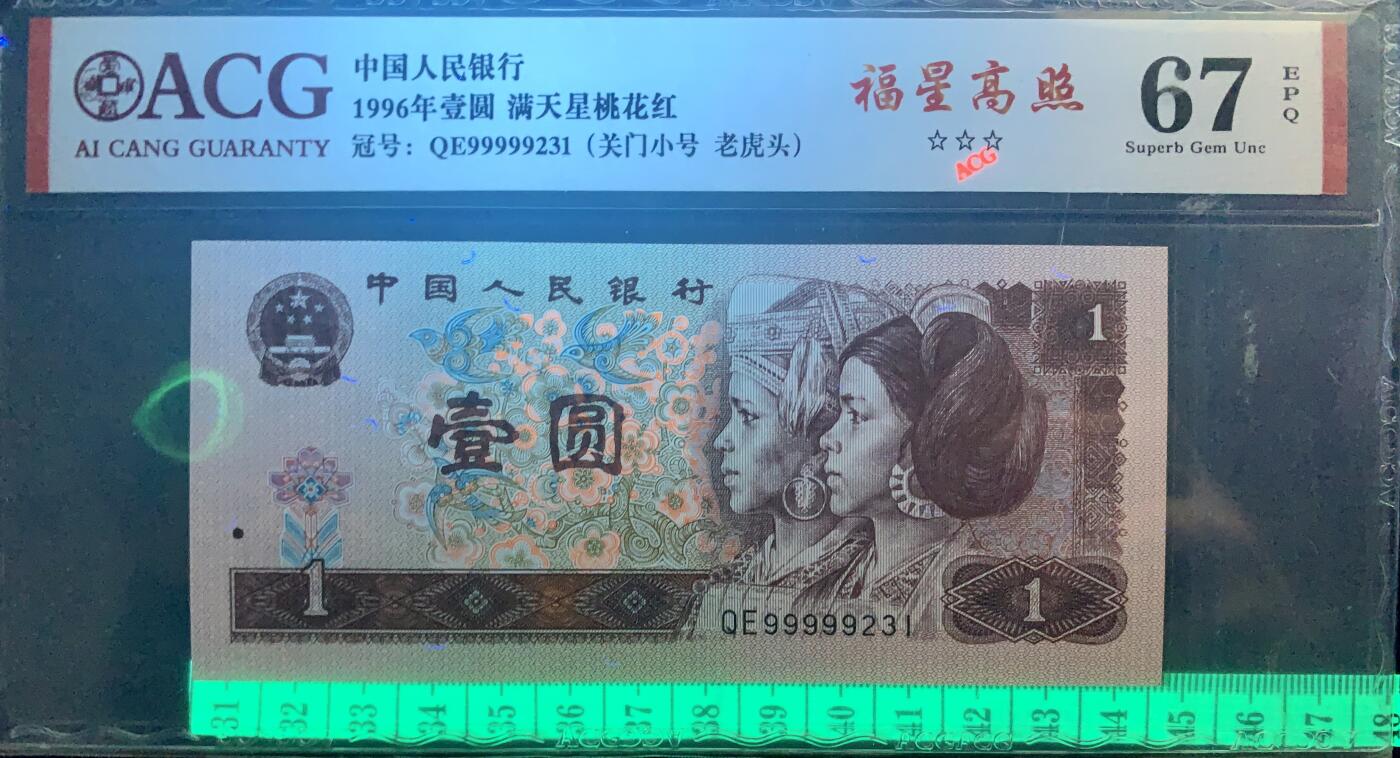 ACG
AI CANG GUARANTY
中国人民银行
1996年壹圆 满天星桃花红
冠号：QE99999231（关门小号 老虎头）
福星高照
☆☆☆
ACG
67
EPQ
Superb Gem Unc
中国人民银行
1
壹圆
1
QE99999231
1
31 32 33 34 35 36 37 38 39 40 41 42 43 44 45 46 47 48